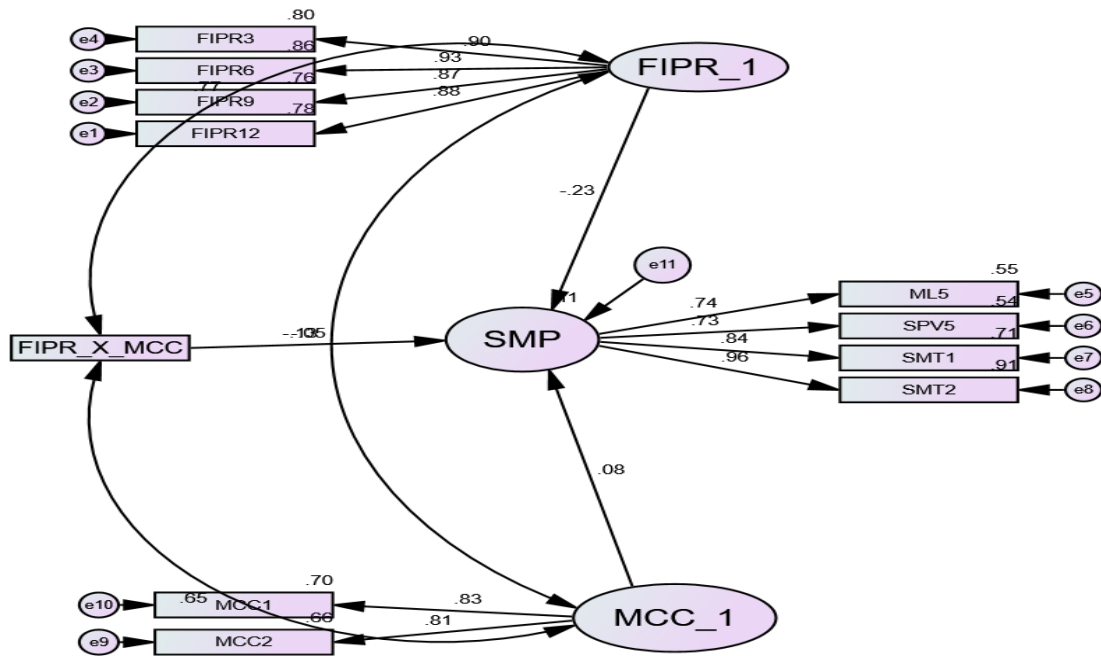 .80
e4
FIPR3
.86
.90
e3
FIPR6
.93
.76
FIPR_1
.77
.87
e2
FIPR9
.88
.78
e1
FIPR12
-.23
e11
.55
.74
ML5
e5
.54
.73
SPV5
e6
SMP
.71
.84
SMT1
e7
.91
.96
SMT2
e8
FIPR_X_MCC
.08
.70
e10
.65
MCC1
.83
.66
e9
MCC2
.81
MCC_1